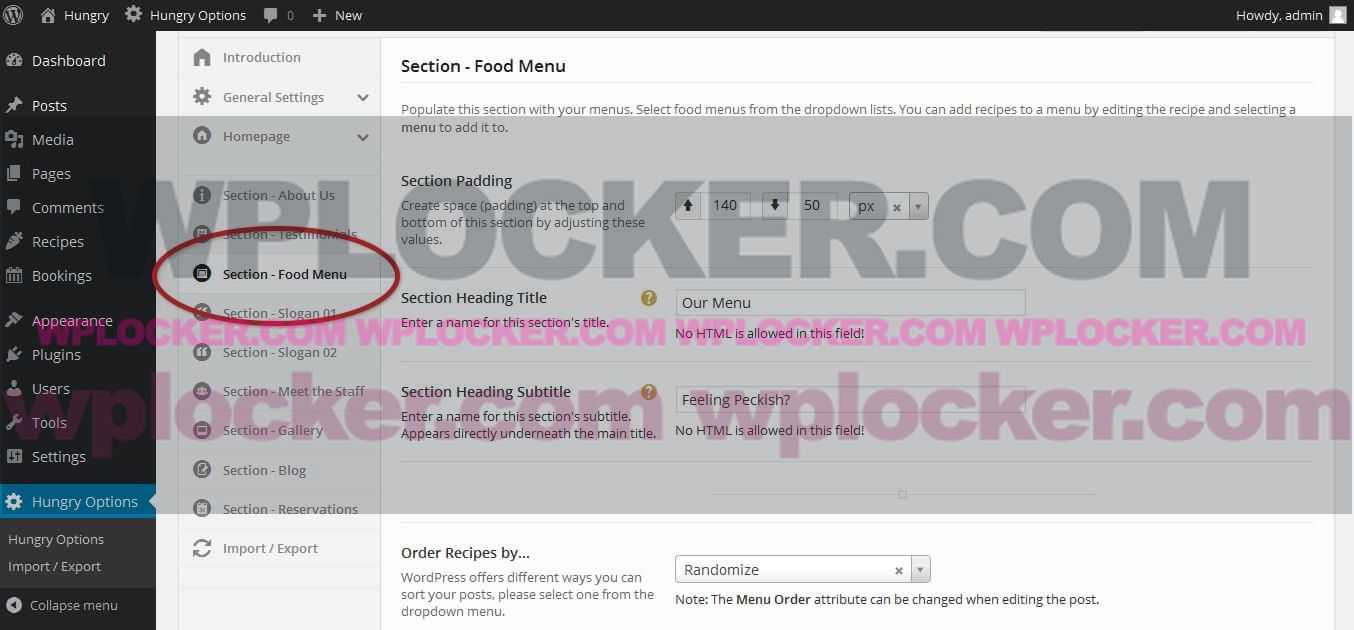 Hungry
Hungry Options
0
New
Howdy, admin
Dashboard
Posts
Media
Pages
Comments
Recipes
Bookings
Appearance
Plugins
Users
Tools
Settings
Hungry Options
Hungry Options
Import / Export
Collapse menu
Introduction
General Settings
Homepage
Section - About Us
Section - Testimonials
Section - Food Menu
Section - Slogan 01
Section - Slogan 02
Section - Meet the Staff
Section - Gallery
Section - Blog
Section - Reservations
Import / Export
Section - Food Menu
Populate this section with your menus. Select food menus from the dropdown lists. You can add recipes to a menu by editing the recipe and selecting a
menu to add it to.
Section Padding
Create space (padding) at the top and
bottom of this section by adjusting these
values.
140
50
px
WPLOCKER.COM
Section Heading Title
Enter a name for this section's title.
Our Menu
No HTML is allowed in this field!
WPLOCKER.COM WPLOCKER.COM WPLOCKER.COM WPLOCKER.COM
Section Heading Subtitle
Enter a name for this section's subtitle.
Appears directly underneath the main title.
Feeling Peckish?
No HTML is allowed in this field!
wplocker.com wplocker.com
Order Recipes by...
WordPress offers different ways you can
sort your posts, please select one from the
dropdown menu.
Randomize
Note: The Menu Order attribute can be changed when editing the post.